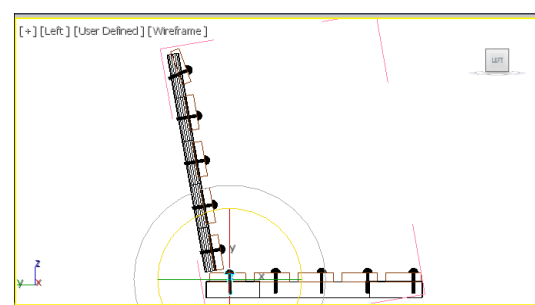 [+] [Left] [User Defined] [Wireframe]
LEFT
y
x
z
y
x